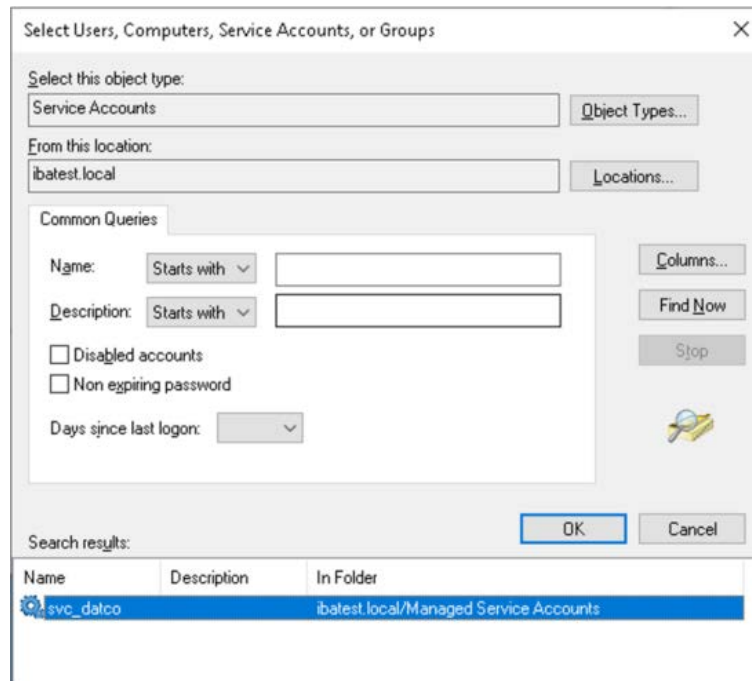 Select Users, Computers, Service Accounts, or Groups
Select this object type:
Service Accounts
Object Types...
From this location:
ibatest.local
Locations...
Common Queries
Name:
Starts with
Columns...
Description:
Starts with
Find Now
Disabled accounts
Stop
Non expiring password
Days since last logon:
OK
Cancel
Search results:
Name Description In Folder
svc_datco ibatest.local/Managed Service Accounts